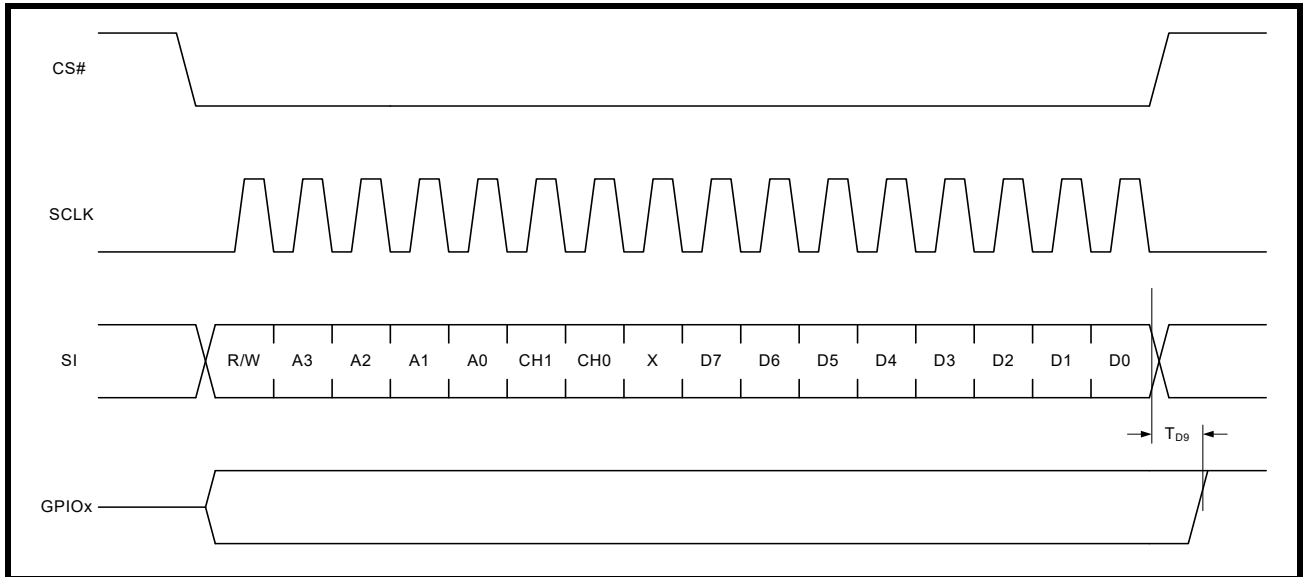 CS#
SCLK
SI R/W A3 A2 A1 A0 CH1 CH0 X D7 D6 D5 D4 D3 D2 D1 D0
TD9
GPIOx